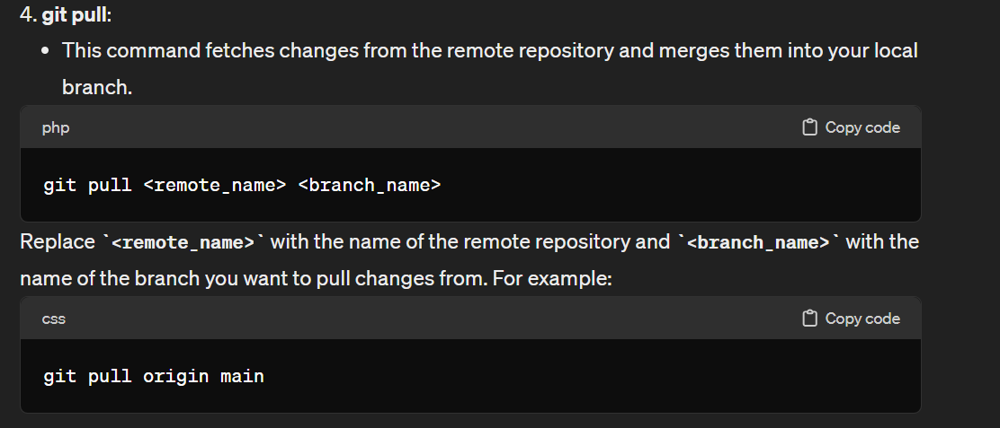 4. git pull:
• This command fetches changes from the remote repository and merges them into your local
branch.
php Copy code
git pull <remote_name> <branch_name>
Replace `<remote_name>` with the name of the remote repository and `<branch_name>` with the
name of the branch you want to pull changes from. For example:
css Copy code
git pull origin main